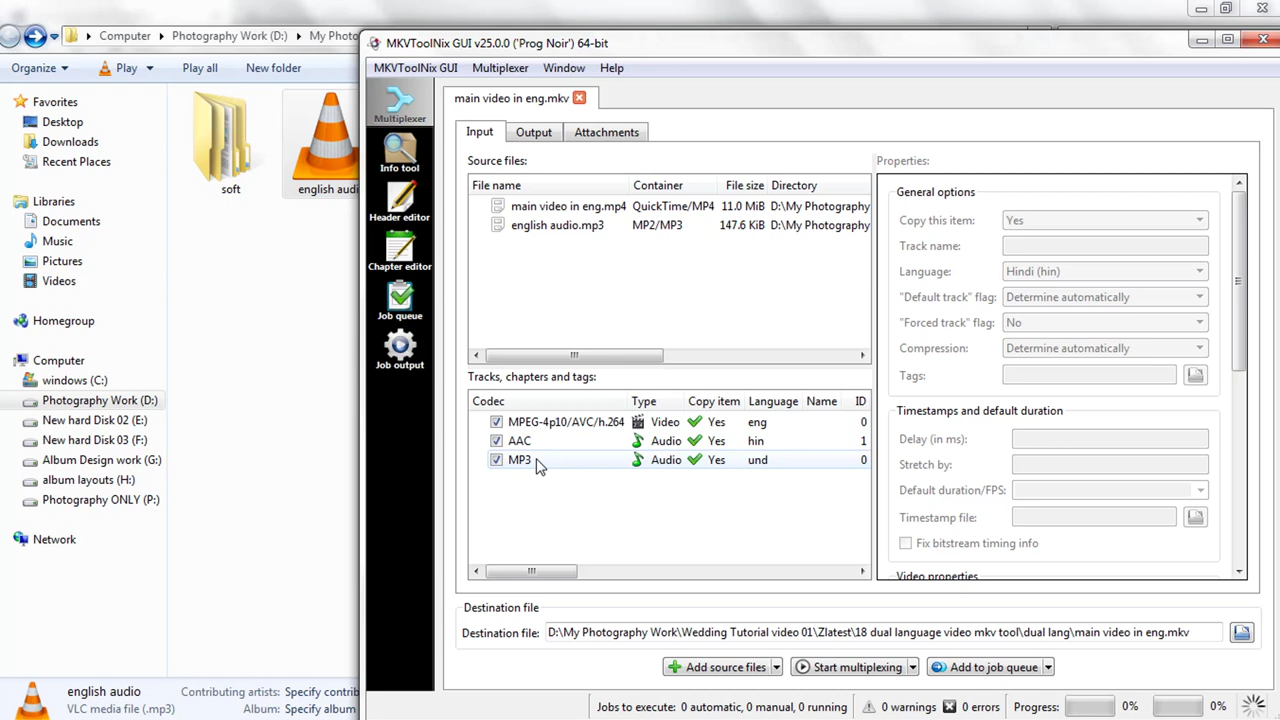 Computer Photography Work (D:) My Photo
Organize Play Play all New folder
Favorites
Desktop
Downloads
Recent Places
Libraries
Documents
Music
Pictures
Videos
Homegroup
Computer
windows (C:)
Photography Work (D:)
New hard Disk 02 (E:)
New hard Disk 03 (F:)
Album Design work (G:)
album layouts (H:)
Photography ONLY (P:)
Network
soft
english audio
english audio Contributing artists: Specify contrib
VLC media file (.mp3) Album: Specify album
MKVToolNix GUI v25.0.0 ('Prog Noir') 64-bit
MKVToolNix GUI Multiplexer Window Help
Multiplexer
Info tool
Header editor
Chapter editor
Job queue
Job output
main video in eng.mkv
Input Output Attachments
Source files:
File name Container File size Directory
main video in eng.mp4 QuickTime/MP4 11.0 MiB D:\My Photography
english audio.mp3 MP2/MP3 147.6 KiB D:\My Photography
Tracks, chapters and tags:
Codec Type Copy item Language Name ID
MPEG-4p10/AVC/h.264 Video Yes eng 0
AAC Audio Yes hin 1
MP3 Audio Yes und 0
Properties:
General options
Copy this item: Yes
Track name:
Language: Hindi (hin)
"Default track" flag: Determine automatically
"Forced track" flag: No
Compression: Determine automatically
Tags:
Timestamps and default duration
Delay (in ms):
Stretch by:
Default duration/FPS:
Timestamp file:
Fix bitstream timing info
Video properties
Destination file
Destination file: D:\My Photography Work\Wedding Tutorial video 01\Zlatest\18 dual language video mkv tool\dual lang\main video in eng.mkv
Add source files Start multiplexing Add to job queue
Jobs to execute: 0 automatic, 0 manual, 0 running 0 warnings 0 errors Progress: 0% 0%